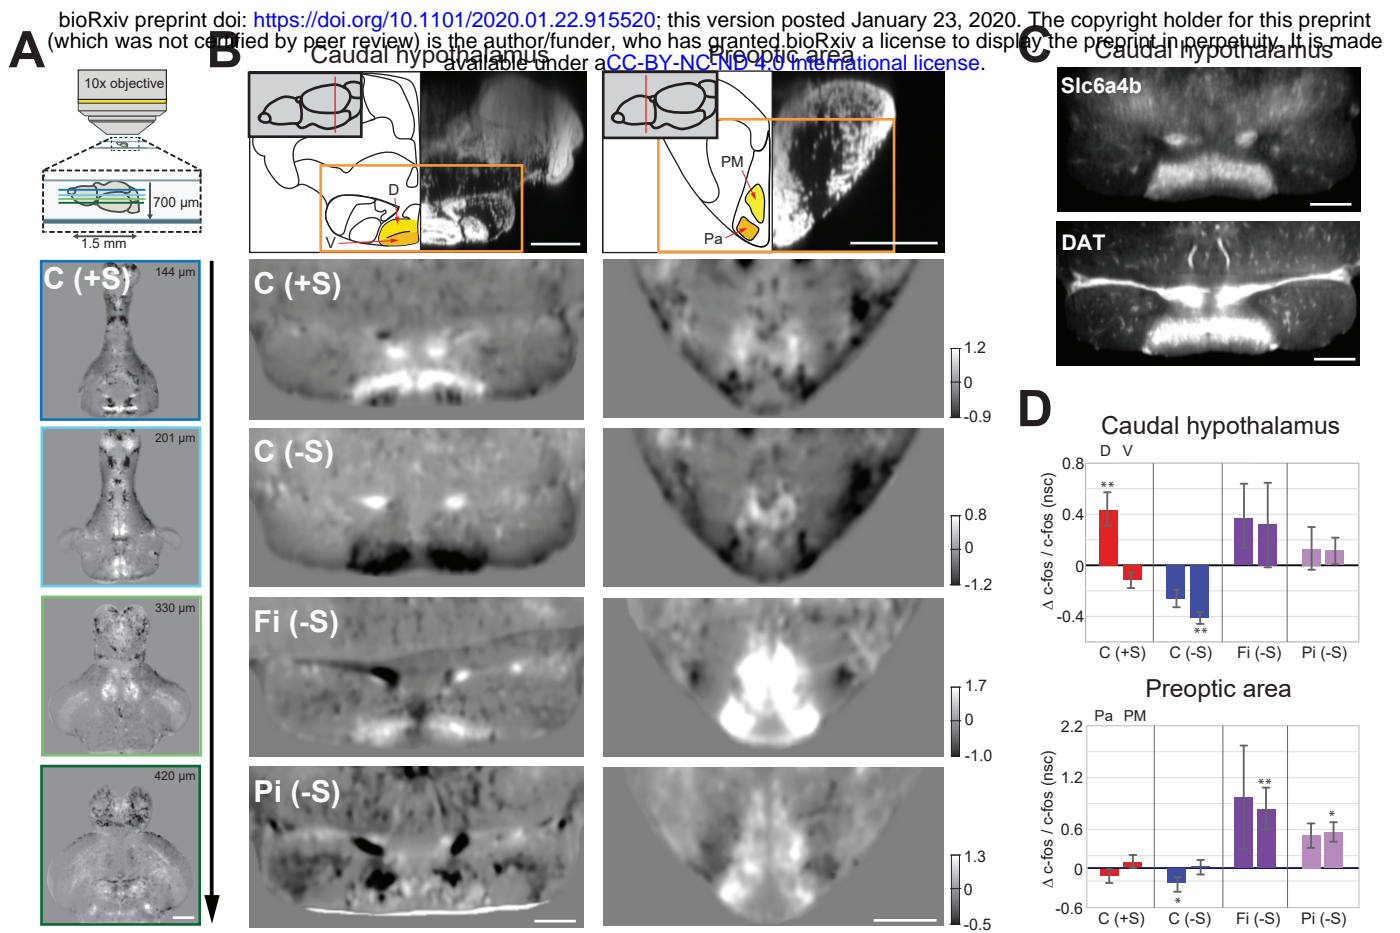 bioRxiv preprint doi: https://doi.org/10.1101/2020.01.22.915520; this version posted January 23, 2020. The copyright holder for this preprint
(which was not certified by peer review) is the author/funder, who has granted bioRxiv a license to display the preprint in perpetuity. It is made
available under aCC-BY-NC-ND 4.0 International license.
A
10x objective
700 µm
1.5 mm
C (+S)
144 µm
201 µm
330 µm
420 µm
B
Caudal hypothalamus
Preoptic area
D
V
PM
Pa
C (+S)
1.2
0
-0.9
C (-S)
0.8
0
-1.2
Fi (-S)
1.7
0
-1.0
Pi (-S)
1.3
0
-0.5
C
Caudal hypothalamus
Slc6a4b
DAT
D
Caudal hypothalamus
D V
Δ c-fos / c-fos (nsc)
0.8
0.4
0
-0.4
**
**
C (+S) C (-S) Fi (-S) Pi (-S)
Preoptic area
Pa PM
Δ c-fos / c-fos (nsc)
2.2
1.2
0.6
0
-0.6
*
**
*
C (+S) C (-S) Fi (-S) Pi (-S)